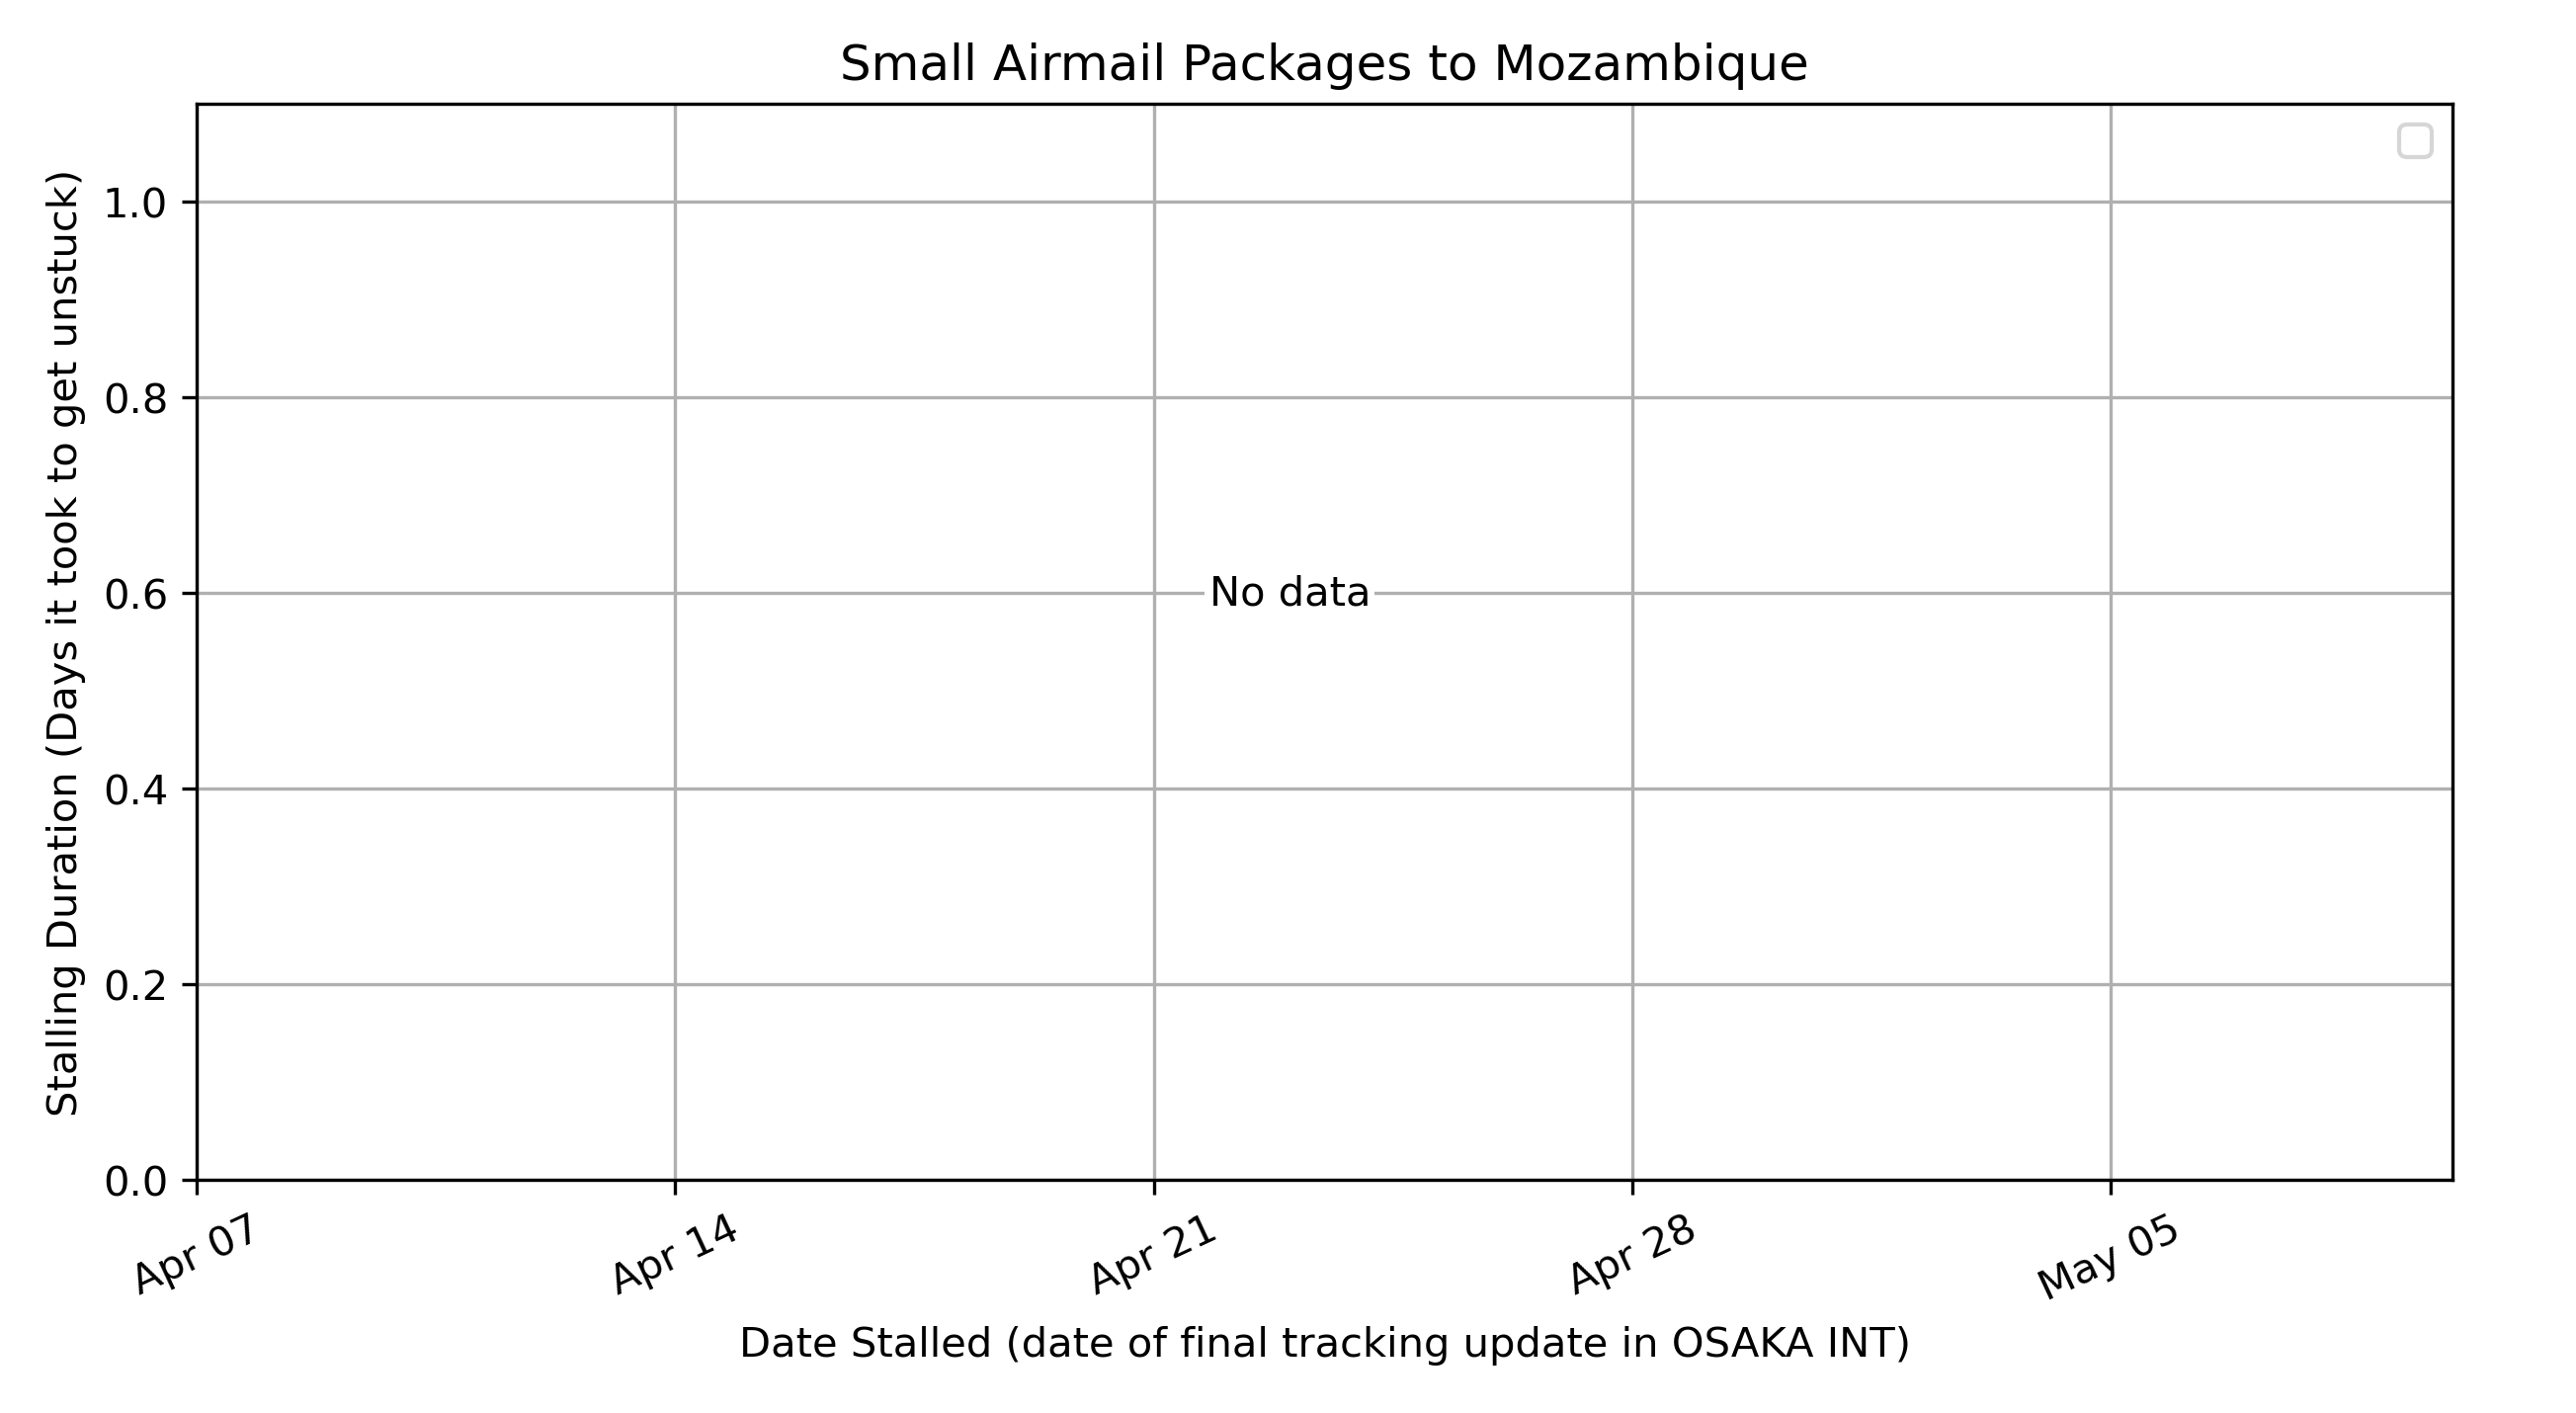 Small Airmail Packages to Mozambique
Stalling Duration (Days it took to get unstuck)
1.0
0.8
0.6
0.4
0.2
0.0
No data
Apr 07
Apr 14
Apr 21
Apr 28
May 05
Date Stalled (date of final tracking update in OSAKA INT)